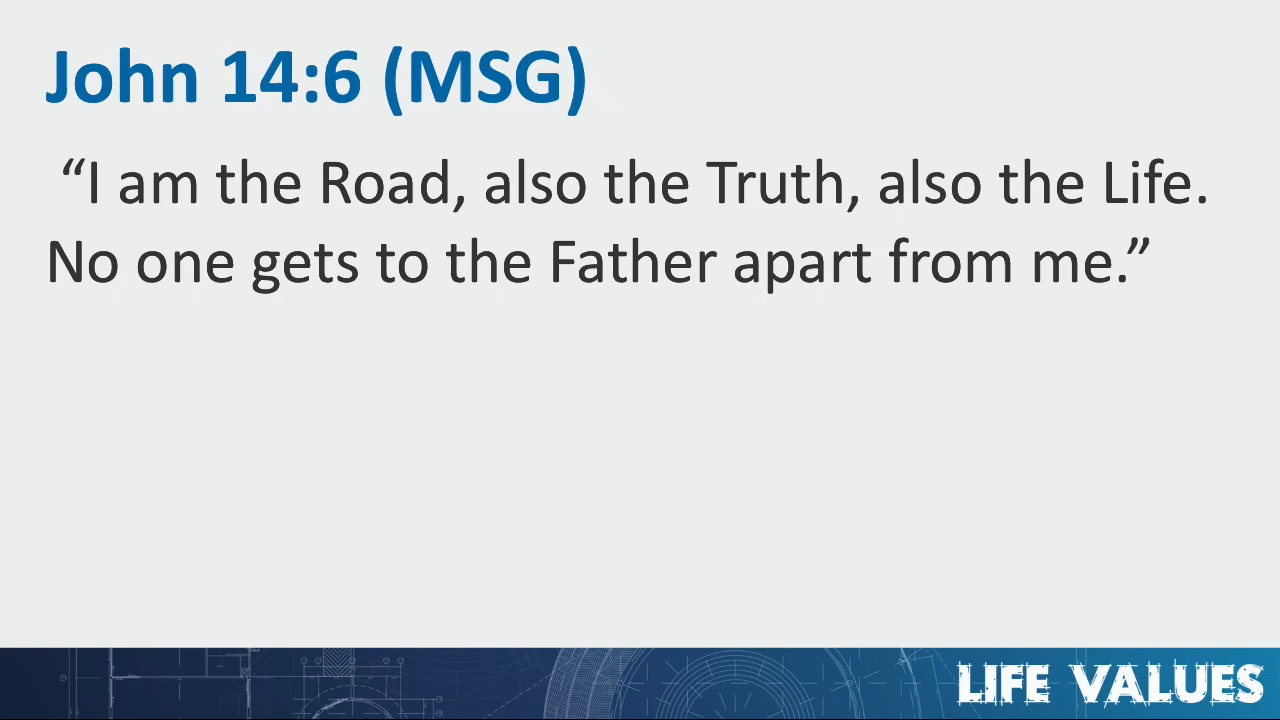 John 14:6 (MSG)
“I am the Road, also the Truth, also the Life.
No one gets to the Father apart from me.”
LIFE VALUES